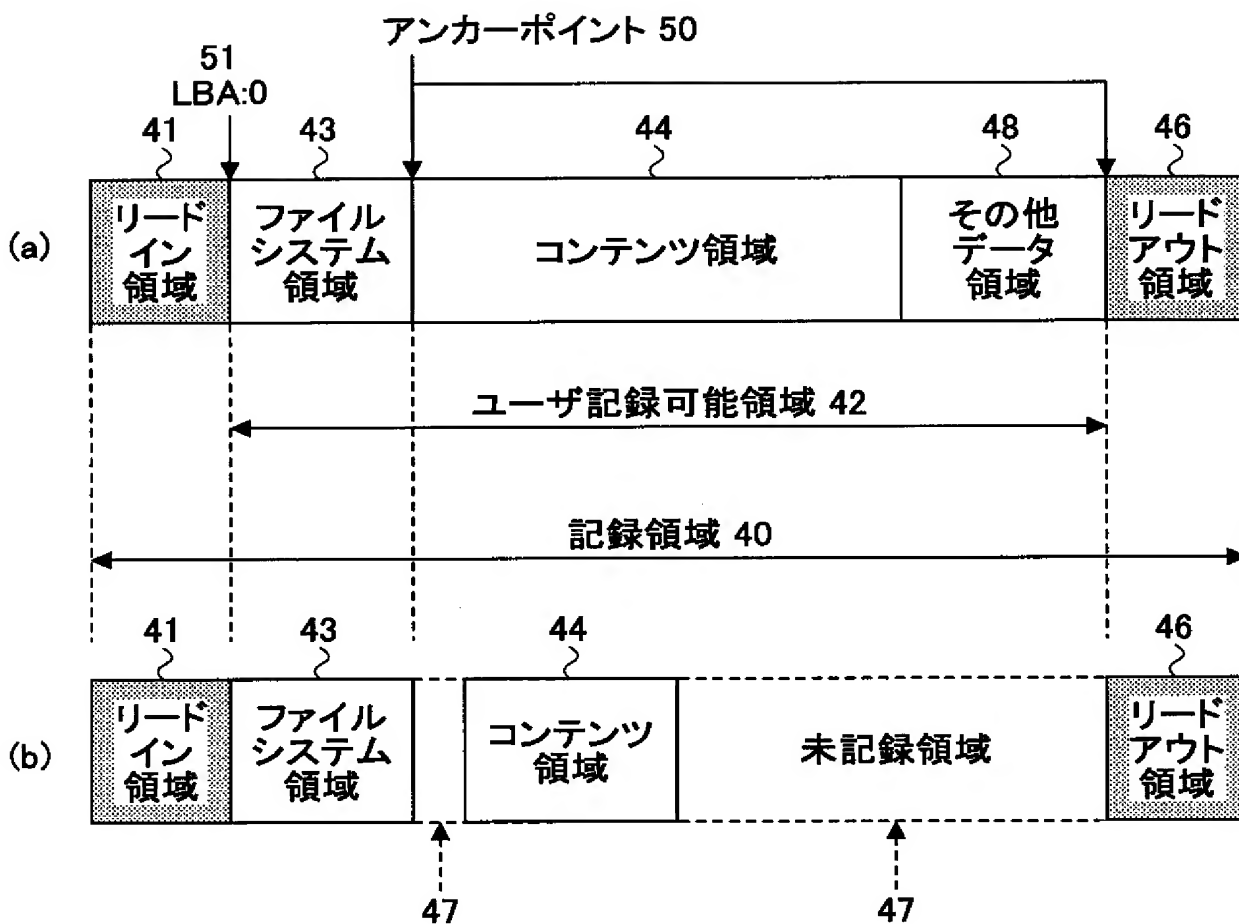 アンカーポイント 50
51
LBA:0
41
43
44
48
46
(a)
リード
イン
領域
ファイル
システム
領域
コンテンツ領域
その他
データ
領域
リード
アウト
領域
ユーザ記録可能領域 42
記録領域 40
41
43
44
46
(b)
リード
イン
領域
ファイル
システム
領域
コンテンツ
領域
未記録領域
リード
アウト
領域
47
47